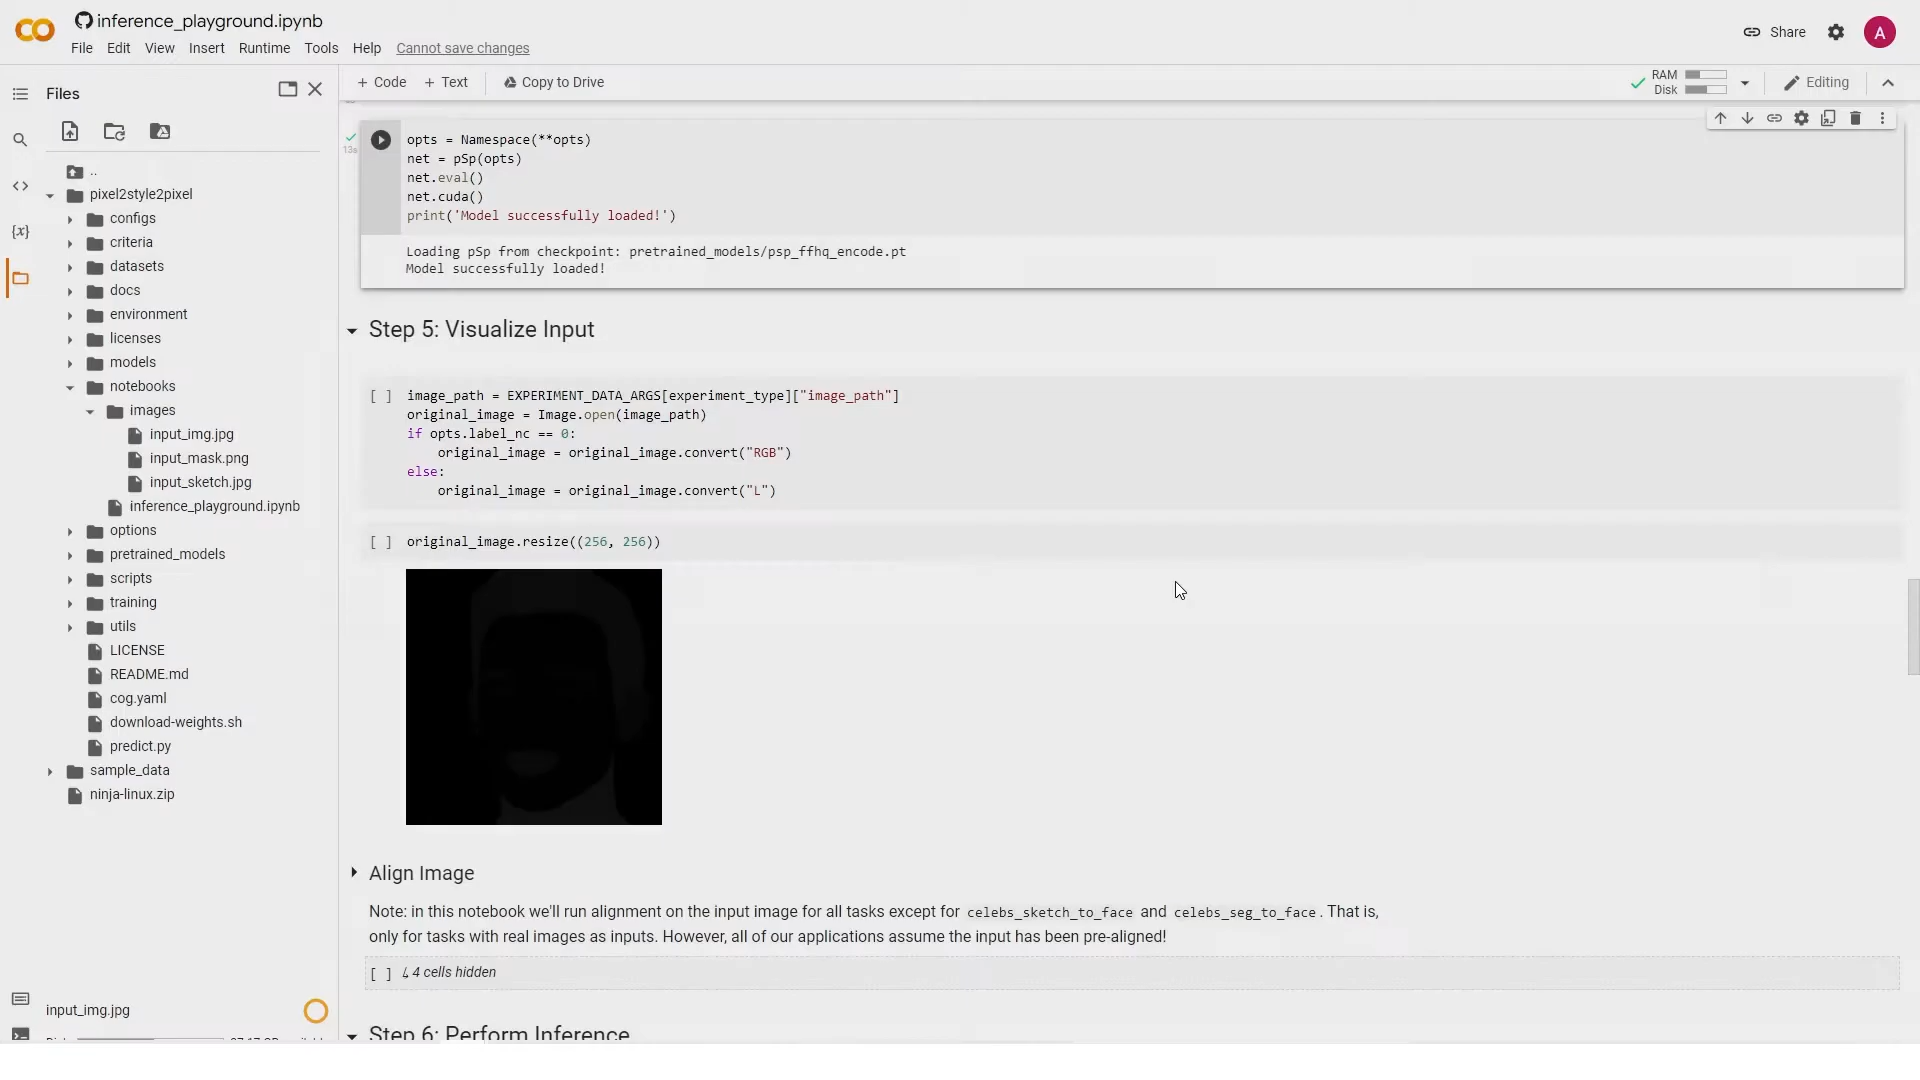 inference_playground.ipynb
File Edit View Insert Runtime Tools Help Cannot save changes
Share
A
Files
+ Code + Text Copy to Drive
RAM
Disk
Editing
..
pixel2style2pixel
configs
criteria
datasets
docs
environment
licenses
models
notebooks
images
input_img.jpg
input_mask.png
input_sketch.jpg
inference_playground.ipynb
options
pretrained_models
scripts
training
utils
LICENSE
README.md
cog.yaml
download-weights.sh
predict.py
sample_data
ninja-linux.zip
input_img.jpg
{x}
13s
opts = Namespace(**opts)
net = pSp(opts)
net.eval()
net.cuda()
print('Model successfully loaded!')
Loading pSp from checkpoint: pretrained_models/psp_ffhq_encode.pt
Model successfully loaded!
Step 5: Visualize Input
[ ] image_path = EXPERIMENT_DATA_ARGS[experiment_type]["image_path"]
original_image = Image.open(image_path)
if opts.label_nc == 0:
original_image = original_image.convert("RGB")
else:
original_image = original_image.convert("L")
[ ] original_image.resize((256, 256))
Align Image
Note: in this notebook we'll run alignment on the input image for all tasks except for celebs_sketch_to_face and celebs_seg_to_face. That is,
only for tasks with real images as inputs. However, all of our applications assume the input has been pre-aligned!
[ ] ↳ 4 cells hidden
Step 6: Perform Inference